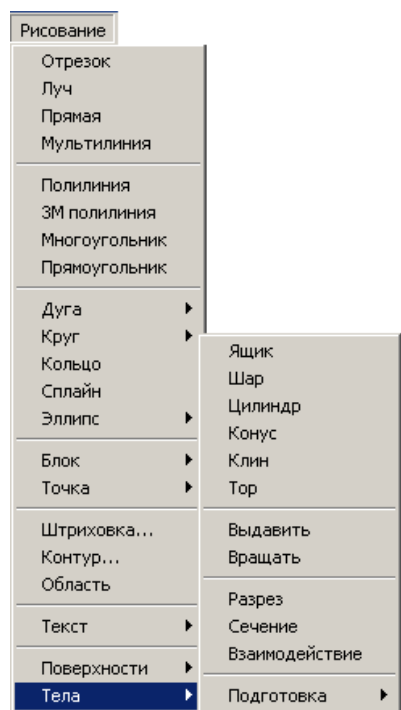 Рисование
Отрезок
Луч
Прямая
Мультилиния
Полилиния
3М полилиния
Многоугольник
Прямоугольник
Дуга
Круг
Кольцо
Сплайн
Эллипс
Блок
Точка
Штриховка...
Контур...
Область
Текст
Поверхности
Тела
Ящик
Шар
Цилиндр
Конус
Клин
Тор
Выдавить
Вращать
Разрез
Сечение
Взаимодействие
Подготовка